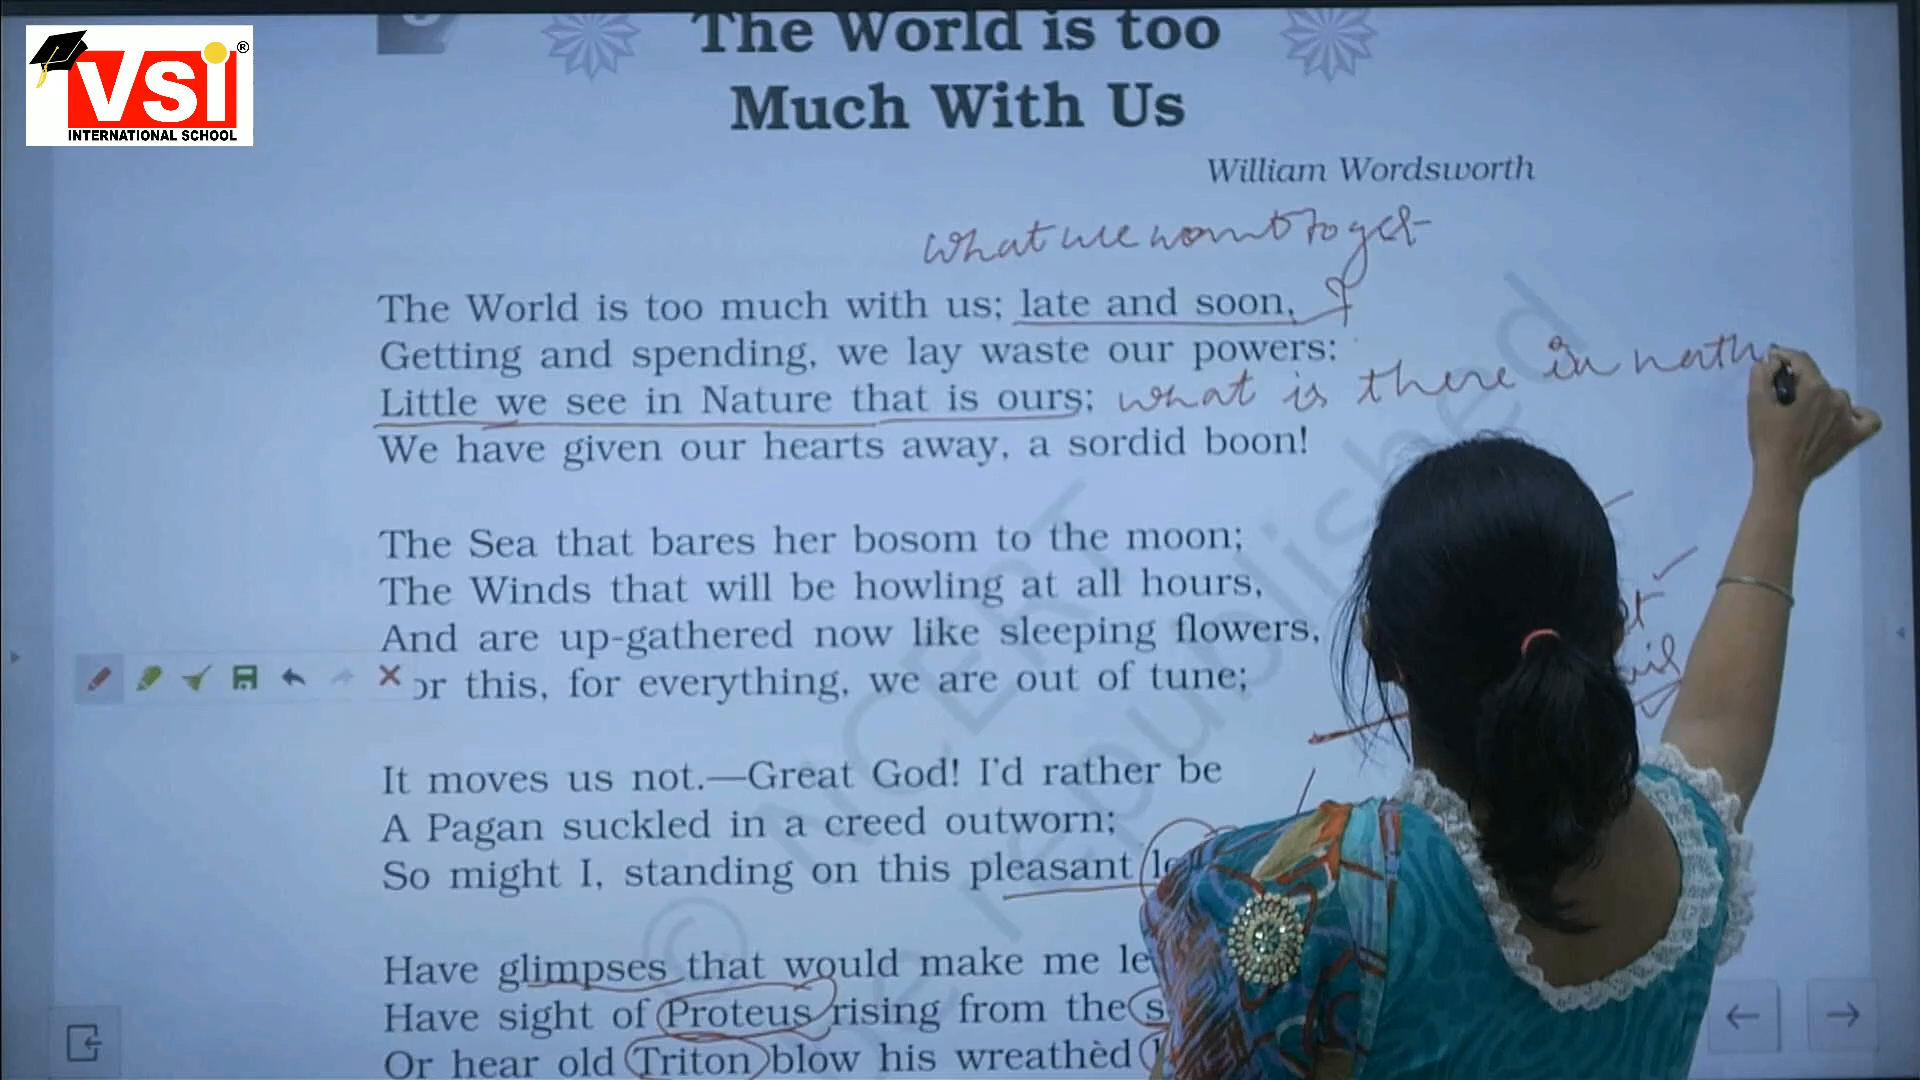 VSI ®
INTERNATIONAL SCHOOL
The World is too
Much With Us
William Wordsworth
what we want to get
The World is too much with us; late and soon,
Getting and spending, we lay waste our powers:
Little we see in Nature that is ours; what is there in nath
We have given our hearts away, a sordid boon!
The Sea that bares her bosom to the moon;
The Winds that will be howling at all hours,
And are up-gathered now like sleeping flowers,
or this, for everything, we are out of tune;
It moves us not.—Great God! I'd rather be
A Pagan suckled in a creed outworn;
So might I, standing on this pleasant
Have glimpses that would make me le
Have sight of Proteus rising from the s
Or hear old Triton blow his wreathèd
© NCERT
republished